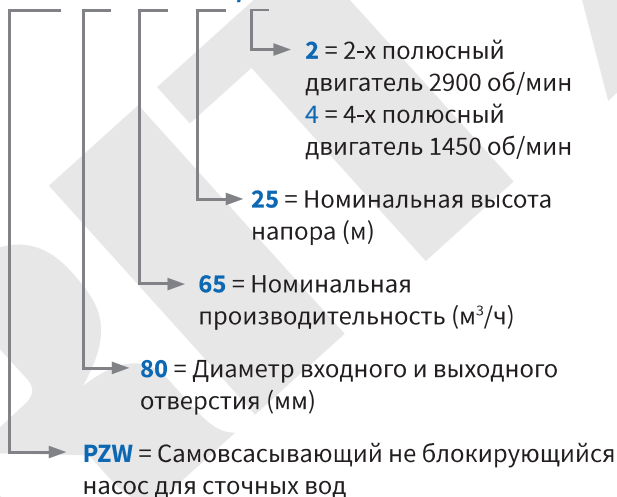 2 = 2-х полюсный
двигатель 2900 об/мин
4 = 4-х полюсный
двигатель 1450 об/мин
25 = Номинальная высота
напора (м)
65 = Номинальная
производительность (м³/ч)
80 = Диаметр входного и выходного
отверстия (мм)
PZW = Самовсасывающий не блокирующийся
насос для сточных вод